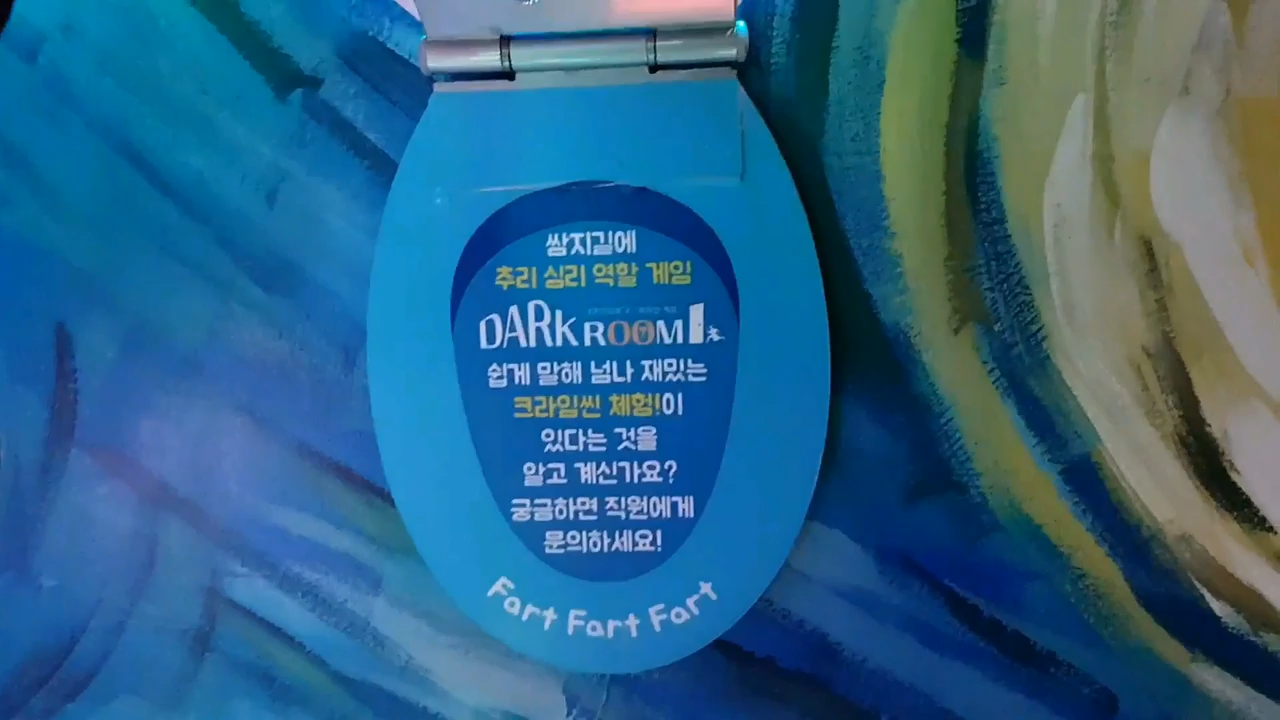 쌈지길에
추리 심리 역할 게임
DARK ROOM
쉽게 말해 넘나 재밌는
크라임씬 체험!이
있다는 것을
알고 계신가요?
궁금하면 직원에게
문의하세요!
Fart Fart Fart